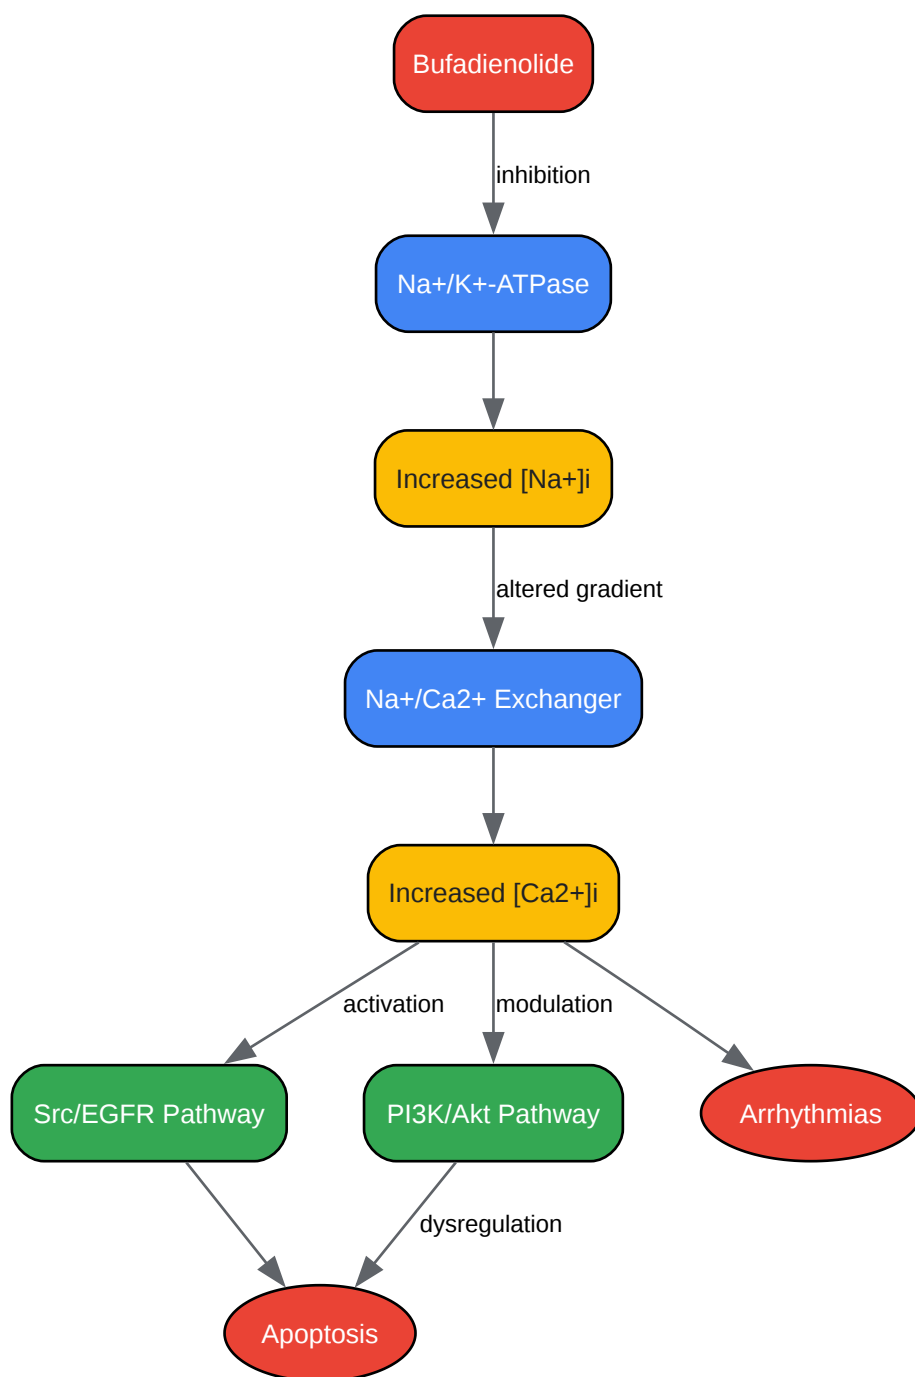 Bufadienolide
inhibition
Na+/K+-ATPase
Increased [Na+]i
altered gradient
Na+/Ca2+ Exchanger
Increased [Ca2+]i
activation
modulation
Src/EGFR Pathway
PI3K/Akt Pathway
Arrhythmias
dysregulation
Apoptosis